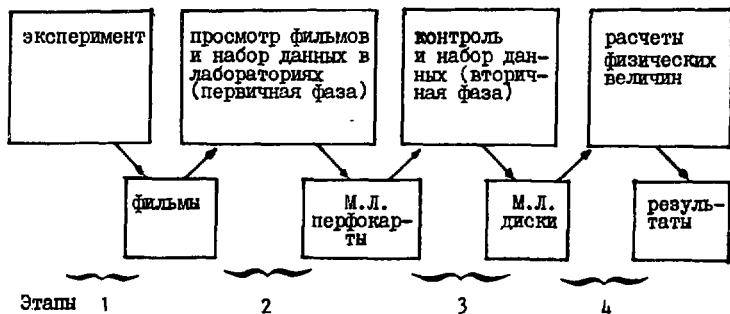 эксперимент
просмотр фильмов
и набор данных в
лабораториях
(первичная фаза)
контроль
и набор дан-
ных (вторич-
ная фаза)
расчеты
физических
величин
фильмы
М.Л.
перфокар-
ты
М.Л.
диски
резуль-
таты
Этапы 1 2 3 4